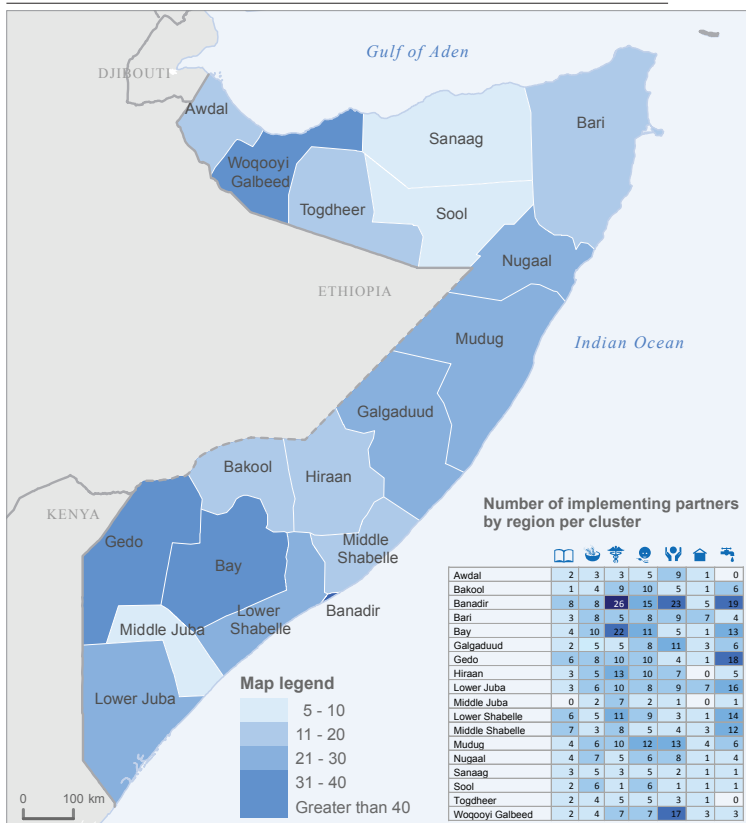 Gulf of Aden
DJIBOUTI
Awdal
Bari
Sanaag
Woqooyi
Galbeed
Togdheer
Sool
Nugaal
ETHIOPIA
Mudug
Indian Ocean
Galgaduud
Bakool
Hiraan
KENYA
Gedo
Middle
Shabelle
Bay
Banadir
Lower
Shabelle
Middle Juba
Lower Juba
Map legend
5 - 10
11 - 20
21 - 30
31 - 40
Greater than 40
0 100 km
Number of implementing partners
by region per cluster
Awdal 2 3 3 5 9 1 0
Bakool 1 4 9 10 5 1 6
Banadir 8 8 26 15 23 5 19
Bari 3 8 5 8 9 7 4
Bay 4 10 22 11 5 1 13
Galgaduud 2 5 5 8 11 3 6
Gedo 6 8 10 10 4 1 18
Hiraan 3 5 13 10 7 0 5
Lower Juba 3 6 10 8 9 7 16
Middle Juba 0 2 7 2 1 0 1
Lower Shabelle 6 5 11 9 3 1 14
Middle Shabelle 7 3 8 5 4 3 12
Mudug 4 6 10 12 13 4 6
Nugaal 4 7 5 6 8 1 4
Sanaag 3 5 3 5 2 1 1
Sool 2 6 1 6 1 1 1
Togdheer 2 4 5 5 3 1 0
Woqooyi Galbeed 2 4 7 7 17 3 3